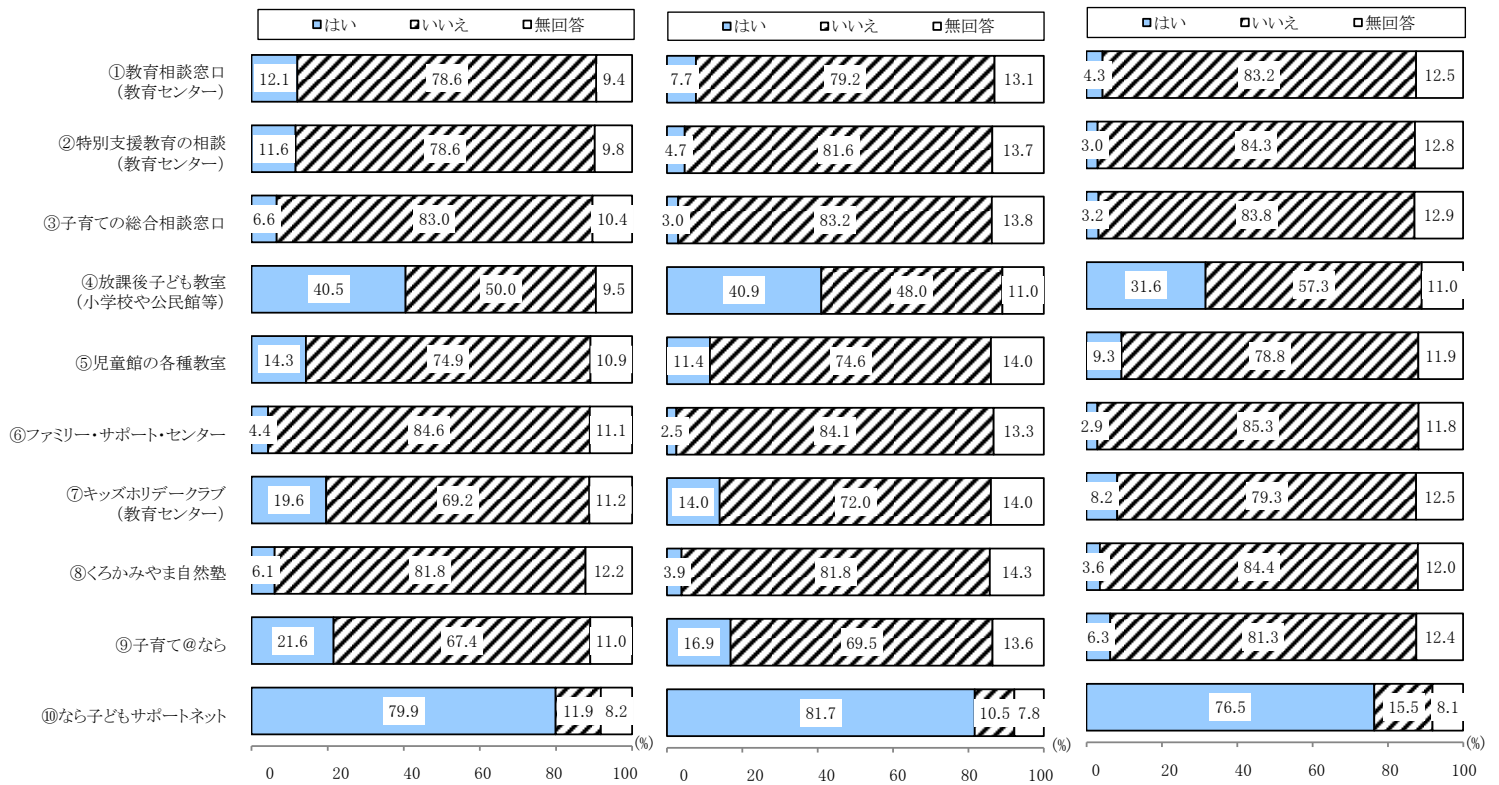 はい いいえ 無回答
はい いいえ 無回答
はい いいえ 無回答
①教育相談窓口
(教育センター)
12.1 78.6 9.4
7.7 79.2 13.1
4.3 83.2 12.5
②特別支援教育の相談
(教育センター)
11.6 78.6 9.8
4.7 81.6 13.7
3.0 84.3 12.8
③子育ての総合相談窓口
6.6 83.0 10.4
3.0 83.2 13.8
3.2 83.8 12.9
④放課後子ども教室
(小学校や公民館等)
40.5 50.0 9.5
40.9 48.0 11.0
31.6 57.3 11.0
⑤児童館の各種教室
14.3 74.9 10.9
11.4 74.6 14.0
9.3 78.8 11.9
⑥ファミリー・サポート・センター
4.4 84.6 11.1
2.5 84.1 13.3
2.9 85.3 11.8
⑦キッズホリデークラブ
(教育センター)
19.6 69.2 11.2
14.0 72.0 14.0
8.2 79.3 12.5
⑧くろかみやま自然塾
6.1 81.8 12.2
3.9 81.8 14.3
3.6 84.4 12.0
⑨子育て@なら
21.6 67.4 11.0
16.9 69.5 13.6
6.3 81.3 12.4
⑩なら子どもサポートネット
79.9 11.9 8.2
81.7 10.5 7.8
76.5 15.5 8.1
(%)
(%)
(%)
0 20 40 60 80 100
0 20 40 60 80 100
0 20 40 60 80 100